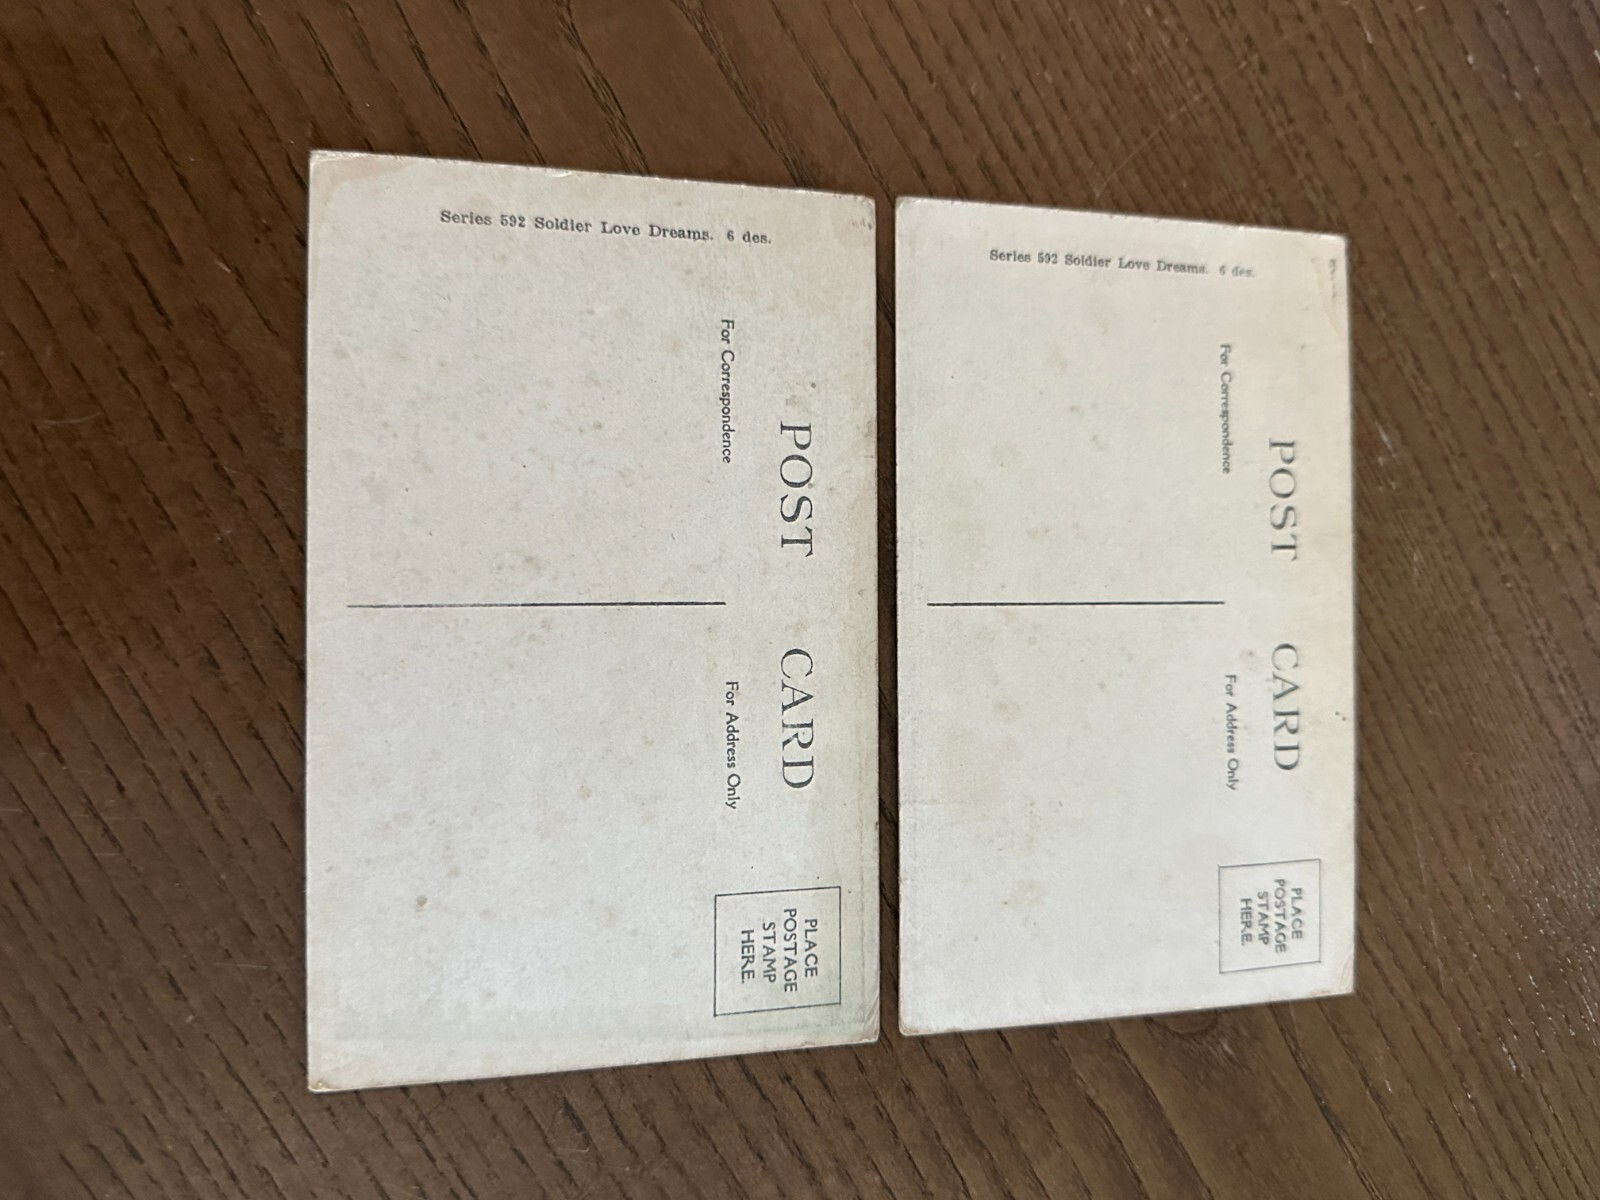 Series 592 Soldier Love Dreams. 6 des.
POST CARD
For Correspondence
For Address Only
PLACE
POSTAGE
STAMP
HERE.
Series 592 Soldier Love Dreams. 6 des.
POST CARD
For Correspondence
For Address Only
PLACE
POSTAGE
STAMP
HERE.